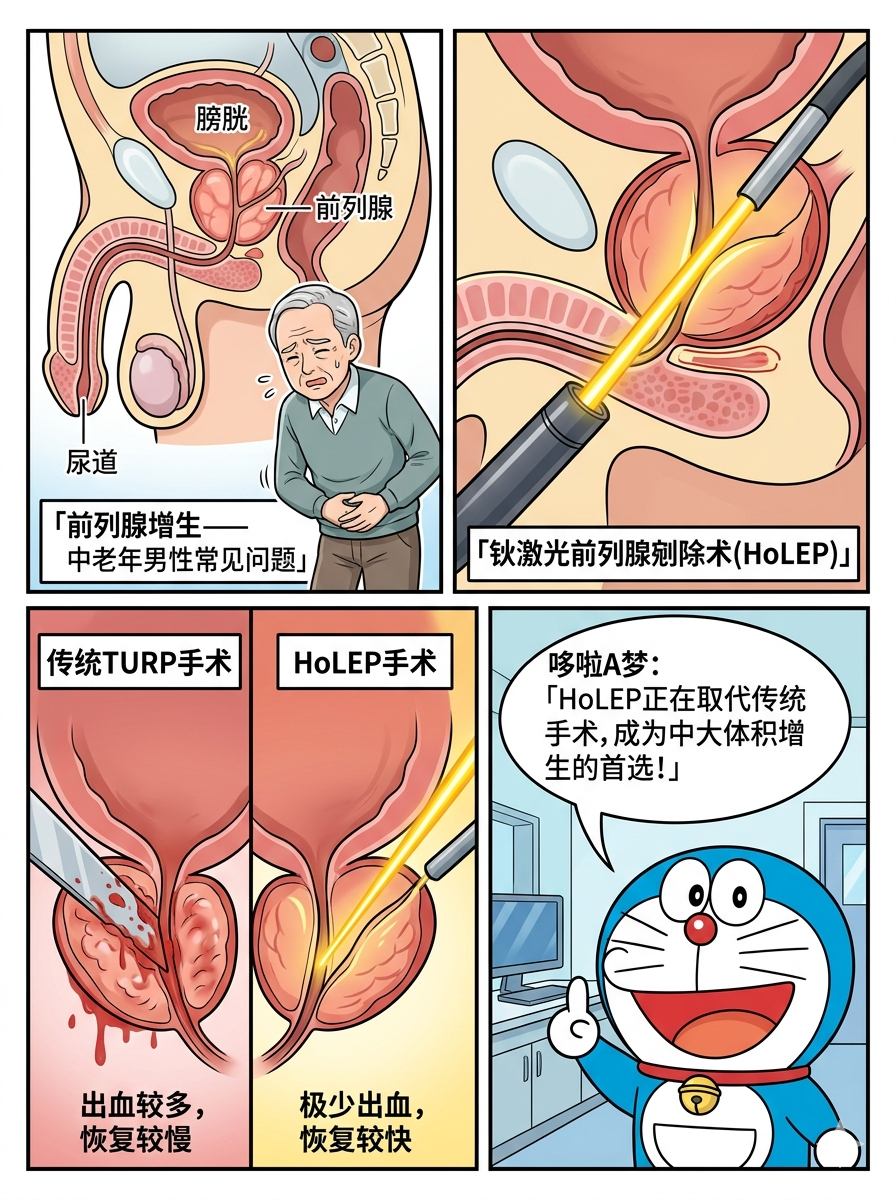 膀胱
前列腺
尿道
「前列腺增生——
中老年男性常见问题」
「钬激光前列腺剜除术(HoLEP)」
传统TURP手术
HoLEP手术
出血较多，
恢复较慢
极少出血，
恢复较快
哆啦A梦：
「HoLEP正在取代传统
手术，成为中大体积增
生的首选！」